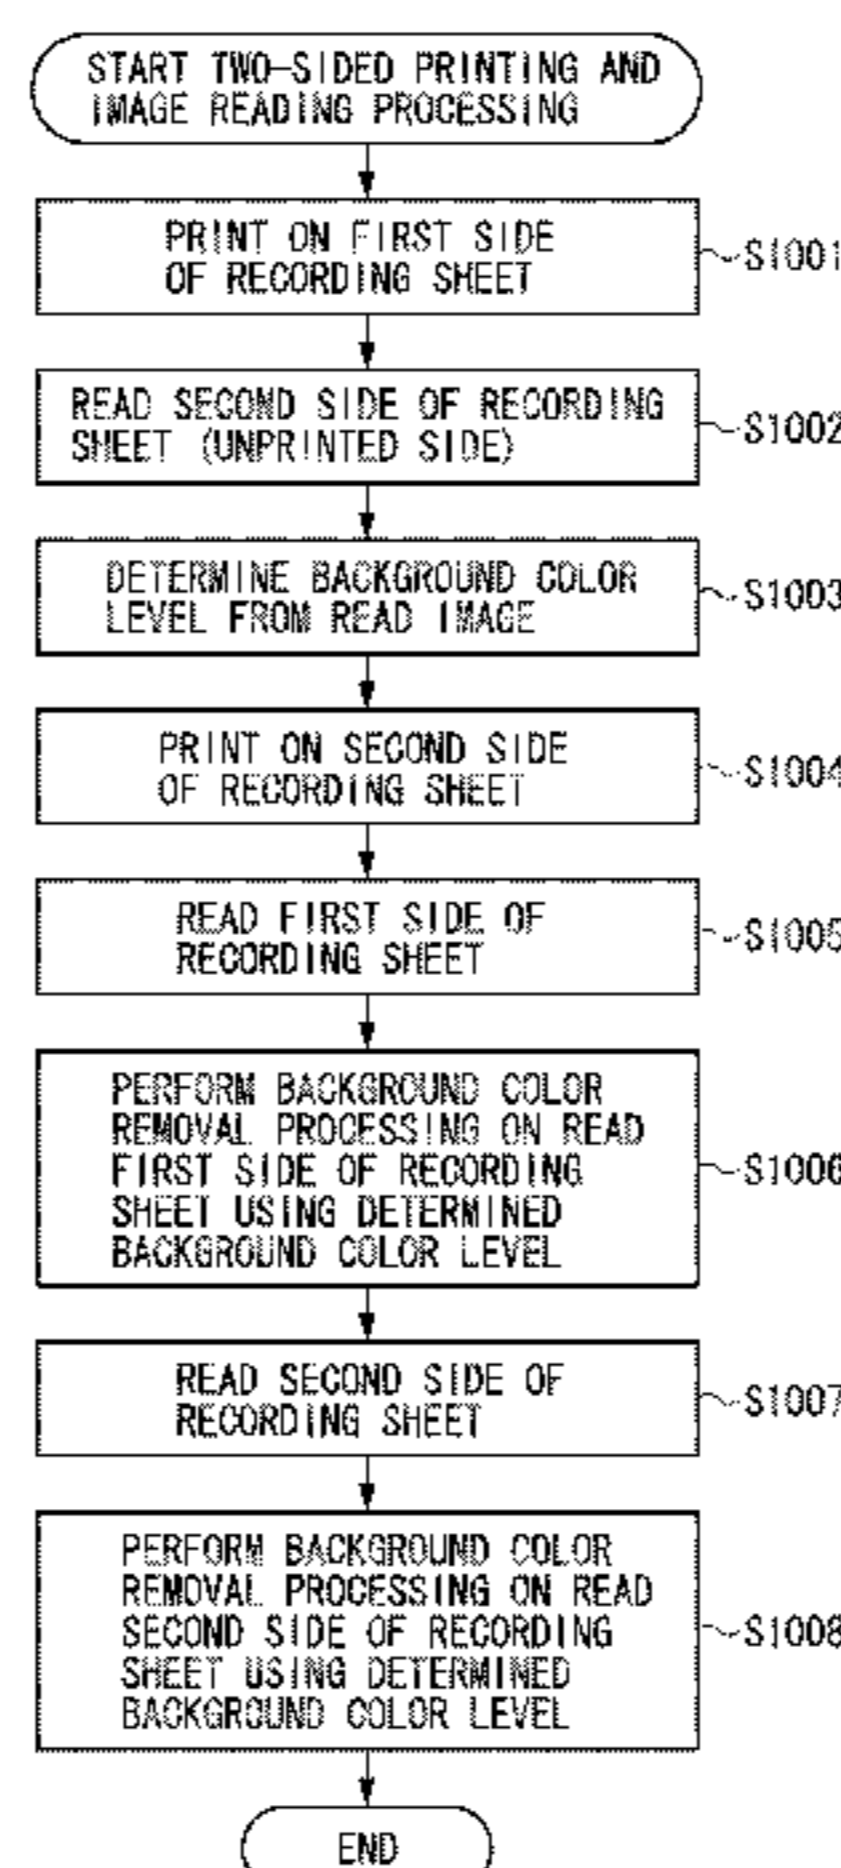 START TWO-SIDED PRINTING AND
IMAGE READING PROCESSING
PRINT ON FIRST SIDE
OF RECORDING SHEET
S1001
READ SECOND SIDE OF RECORDING
SHEET (UNPRINTED SIDE)
S1002
DETERMINE BACKGROUND COLOR
LEVEL FROM READ IMAGE
S1003
PRINT ON SECOND SIDE
OF RECORDING SHEET
S1004
READ FIRST SIDE OF
RECORDING SHEET
S1005
PERFORM BACKGROUND COLOR
REMOVAL PROCESSING ON READ
FIRST SIDE OF RECORDING
SHEET USING DETERMINED
BACKGROUND COLOR LEVEL
S1006
READ SECOND SIDE OF
RECORDING SHEET
S1007
PERFORM BACKGROUND COLOR
REMOVAL PROCESSING ON READ
SECOND SIDE OF RECORDING
SHEET USING DETERMINED
BACKGROUND COLOR LEVEL
S1008
END